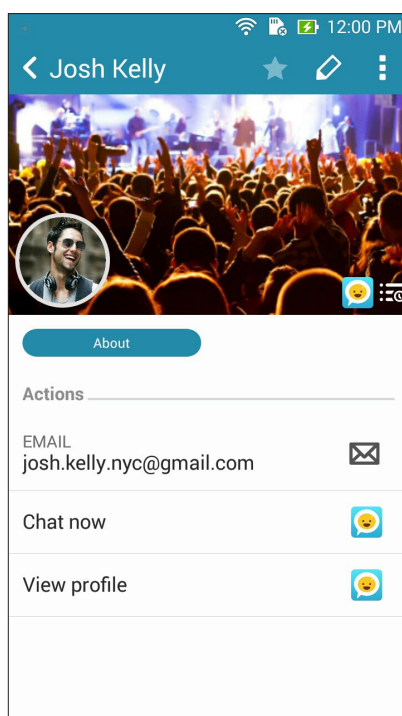 12:00 PM
Josh Kelly
About
Actions
EMAIL
josh.kelly.nyc@gmail.com
Chat now
View profile